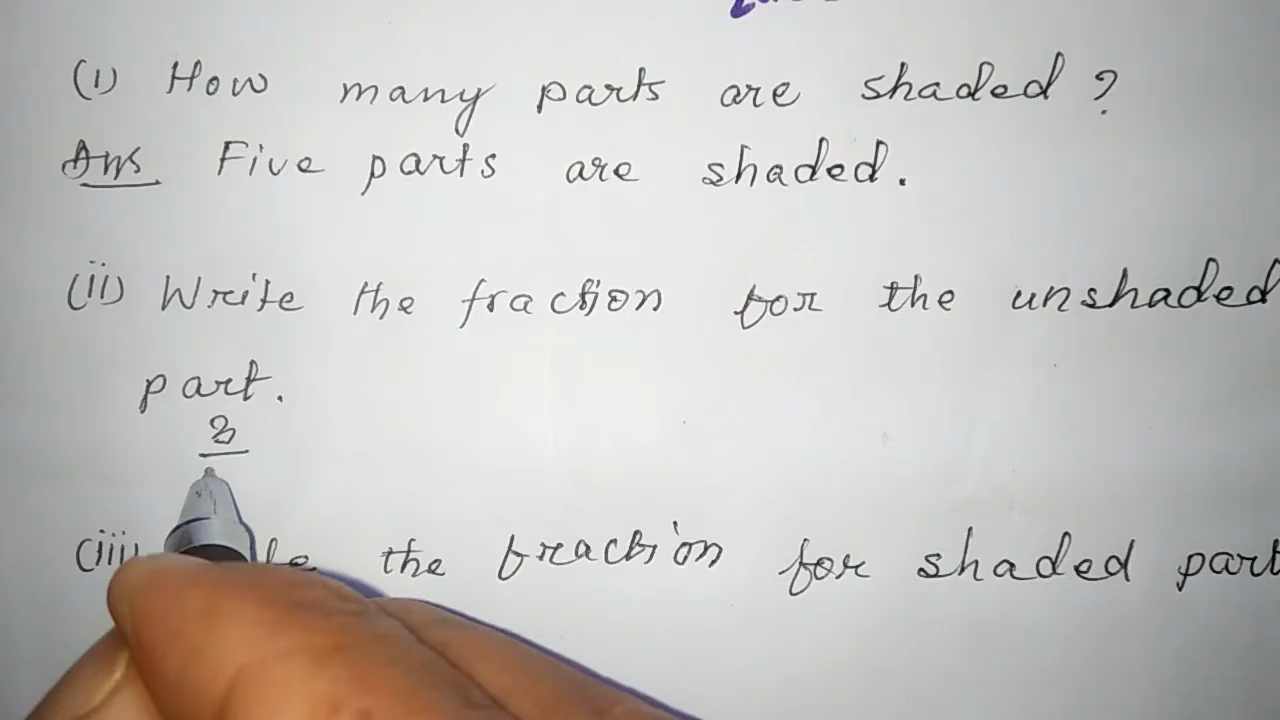 (i) How many parts are shaded ?
Ans Five parts are shaded.
(ii) Write the fraction for the unshaded
part.
3
(iii) the fraction for shaded part